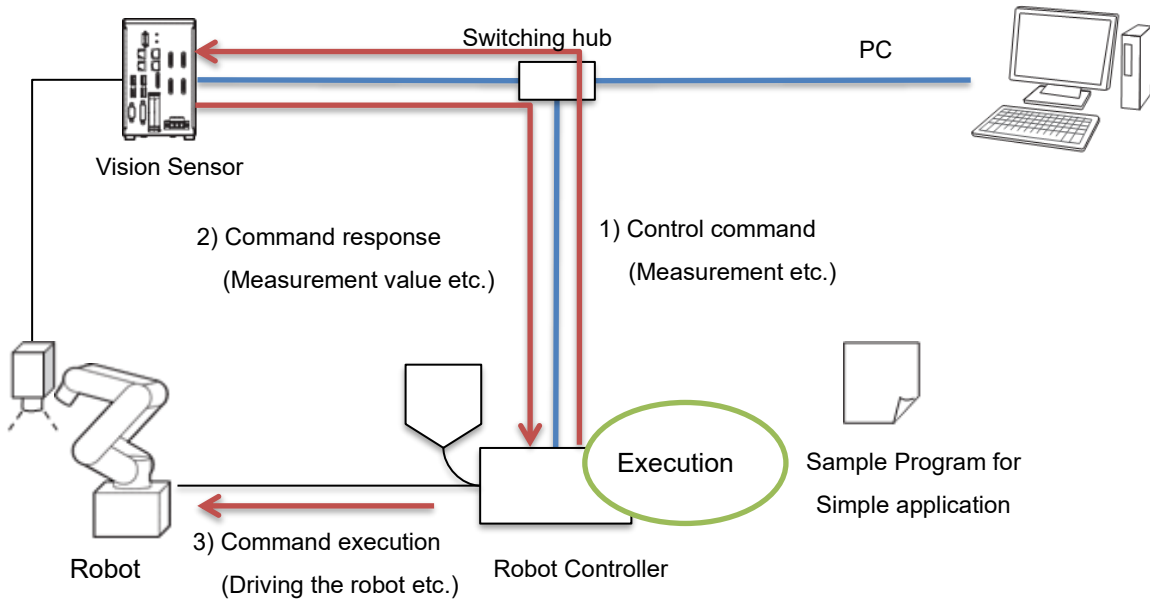 Switching hub
PC
Vision Sensor
2) Command response
(Measurement value etc.)
1) Control command
(Measurement etc.)
Execution
Sample Program for
Simple application
3) Command execution
(Driving the robot etc.)
Robot
Robot Controller